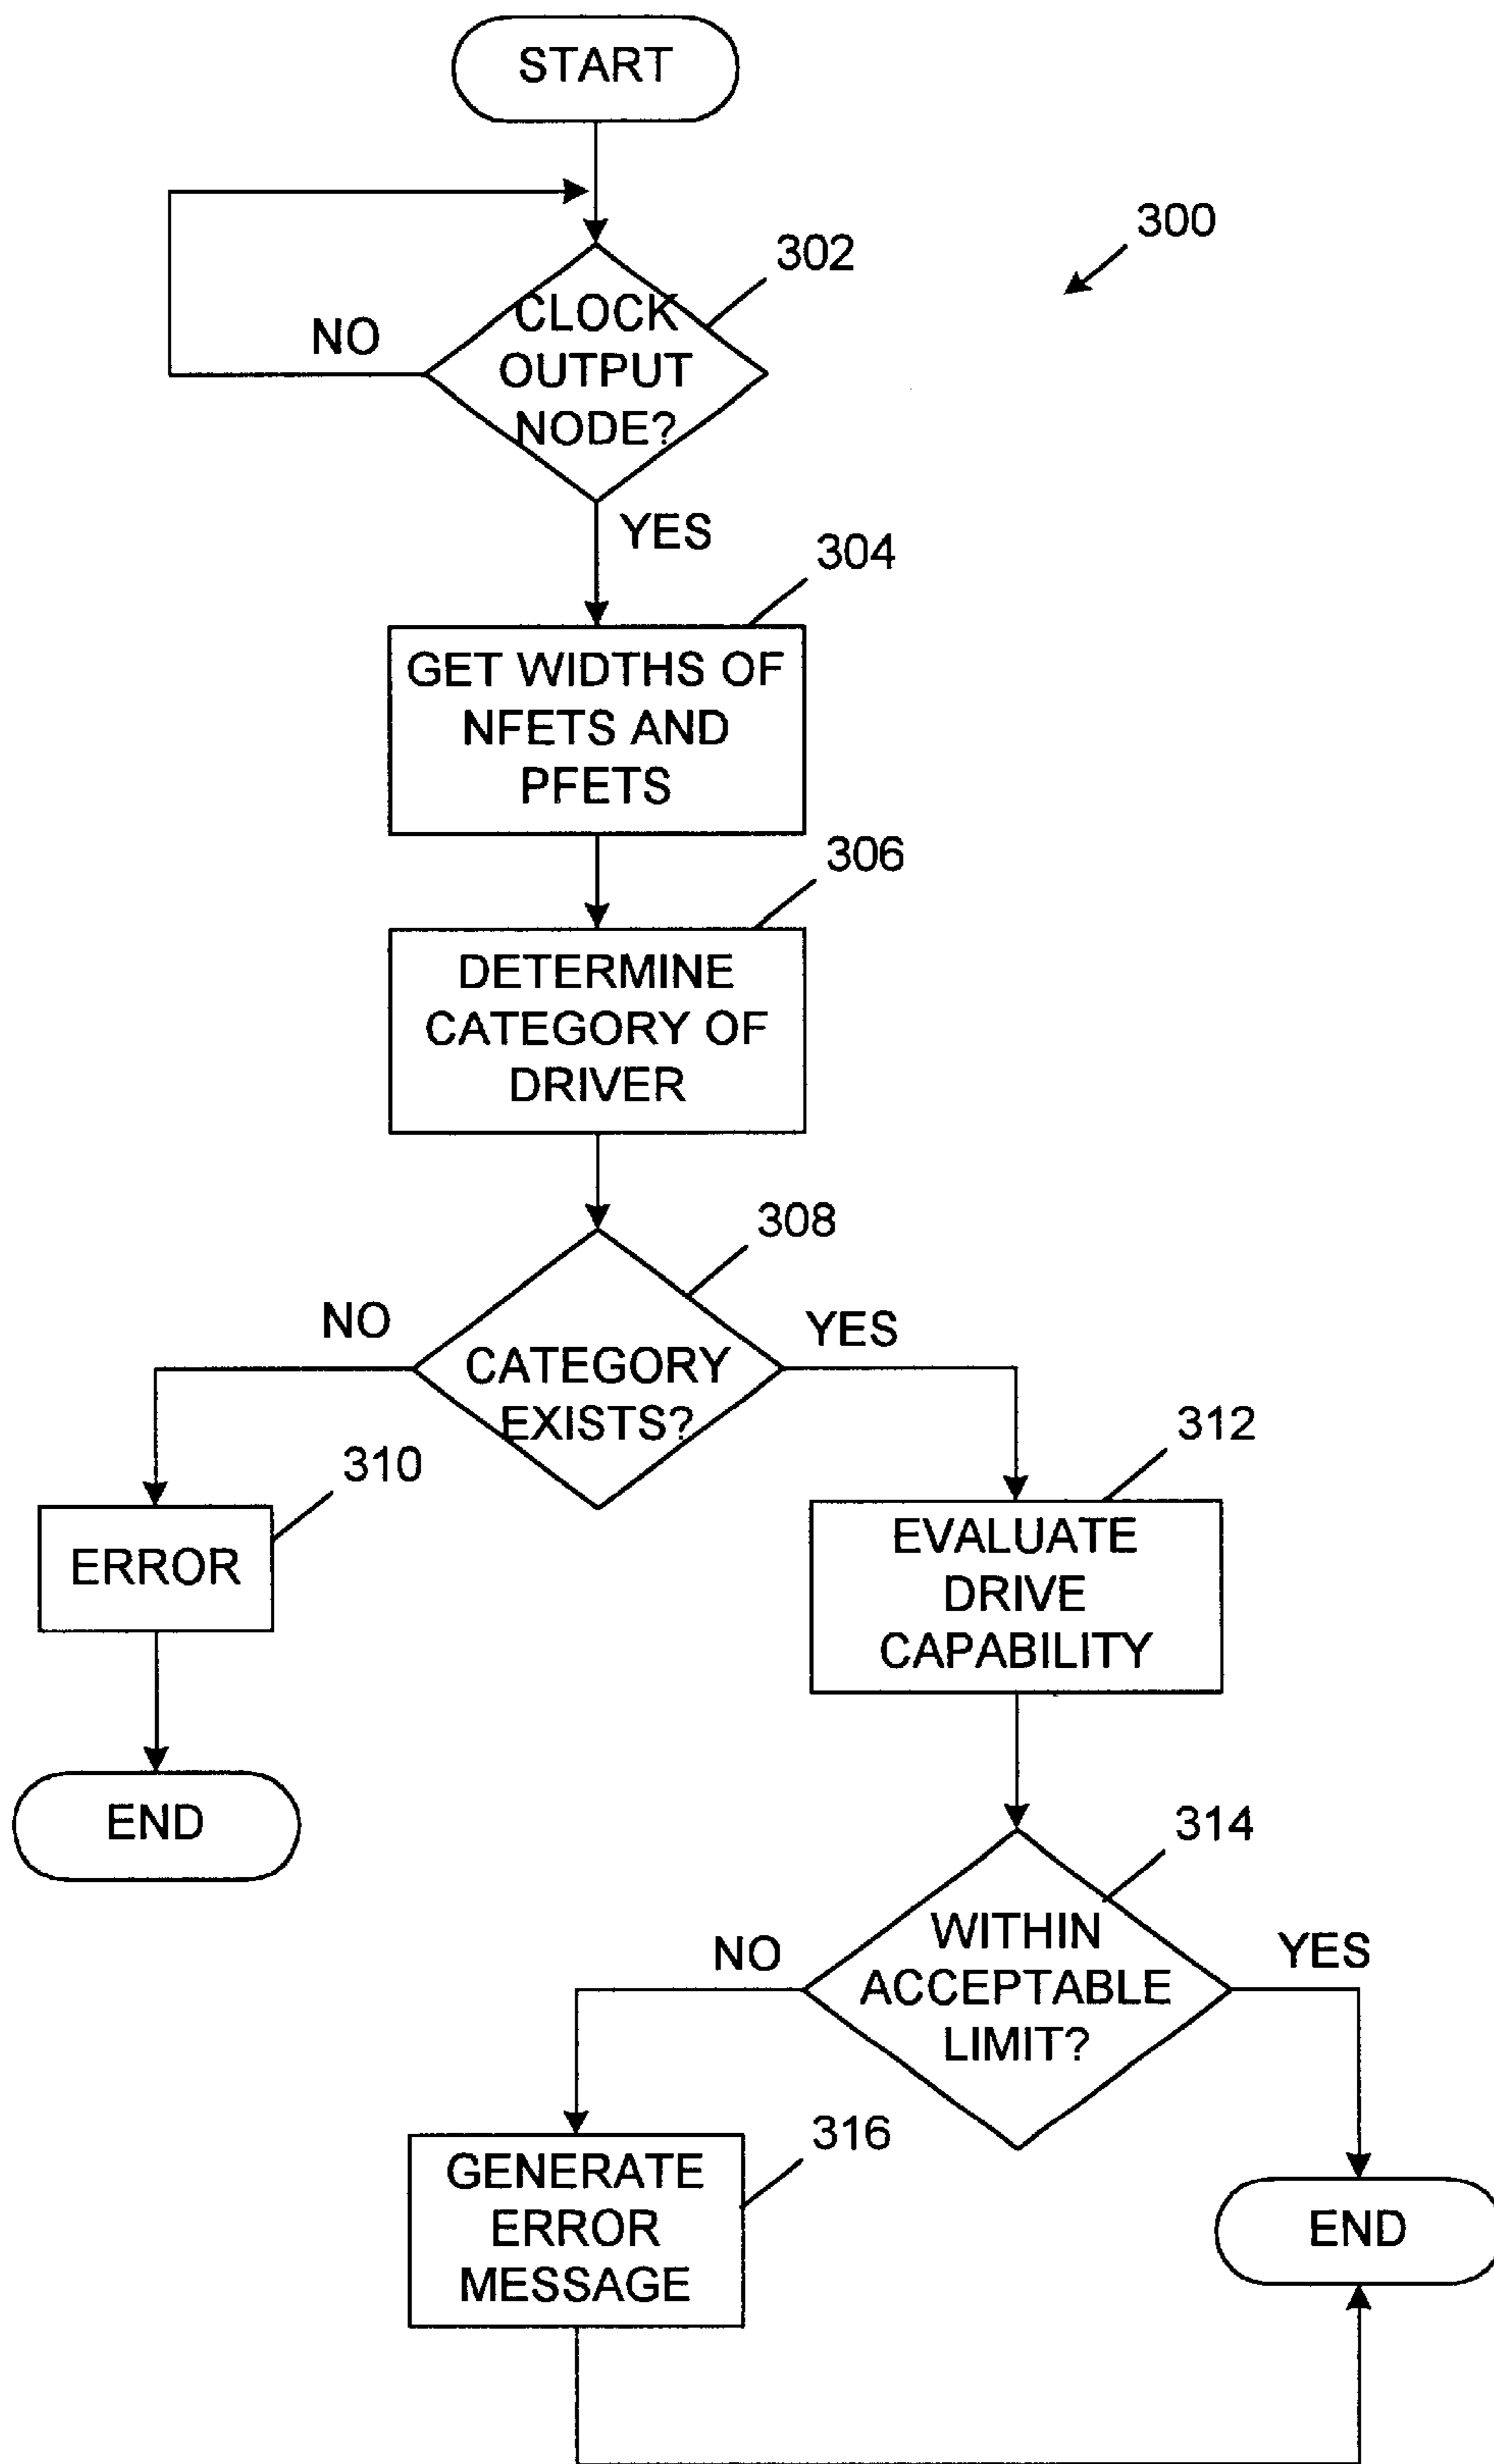 START
300
302
CLOCK
OUTPUT
NODE?
NO
YES
304
GET WIDTHS OF
NFETS AND
PFETS
306
DETERMINE
CATEGORY OF
DRIVER
308
NO
YES
CATEGORY
EXISTS?
310
ERROR
END
312
EVALUATE
DRIVE
CAPABILITY
314
NO
YES
WITHIN
ACCEPTABLE
LIMIT?
316
GENERATE
ERROR
MESSAGE
END